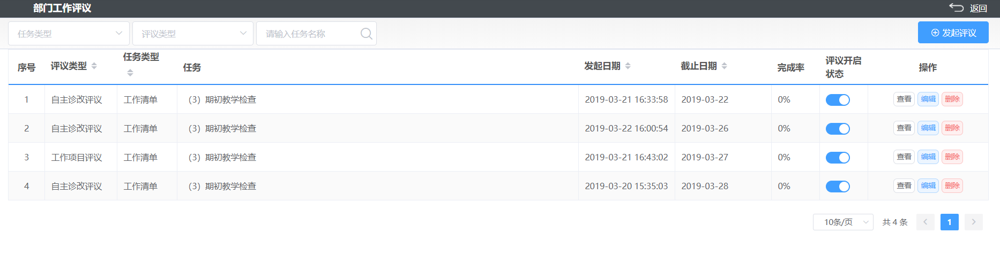 部门工作评议 返回
任务类型 评议类型 请输入任务名称 发起评议
序号 评议类型 任务类型 任务 发起日期 截止日期 完成率 评议开启状态 操作
1 自主诊改评议 工作清单 （3）期初教学检查 2019-03-21 16:33:58 2019-03-22 0% 查看 编辑 删除
2 自主诊改评议 工作清单 （3）期初教学检查 2019-03-22 16:00:54 2019-03-26 0% 查看 编辑 删除
3 工作项目评议 工作清单 （3）期初教学检查 2019-03-21 16:43:02 2019-03-27 0% 查看 编辑 删除
4 自主诊改评议 工作清单 （3）期初教学检查 2019-03-20 15:35:03 2019-03-28 0% 查看 编辑 删除
10条/页 共 4 条 1